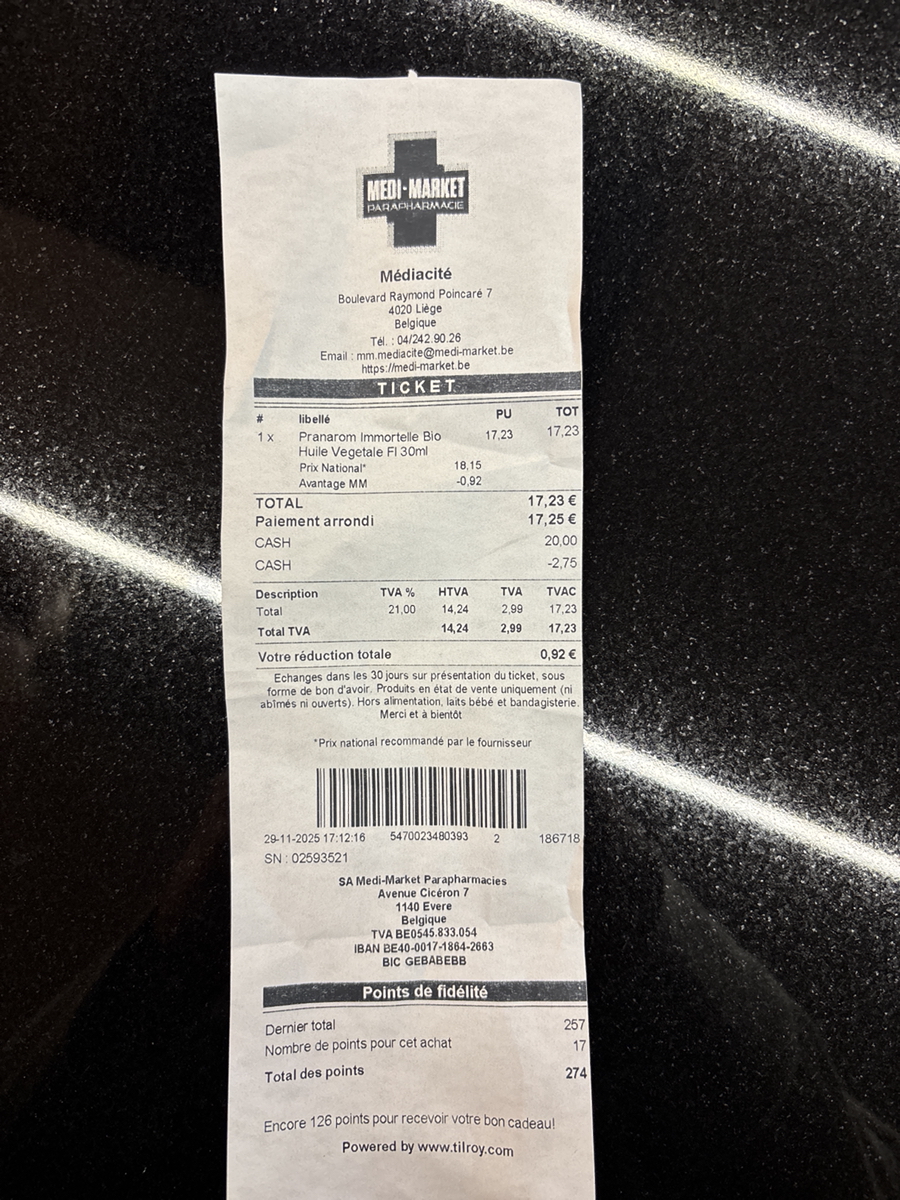 MEDI-MARKET
PARAPHARMACIE
Médiacité
Boulevard Raymond Poincaré 7
4020 Liège
Belgique
Tél. : 04/242.90.26
Email : mm.mediacite@medi-market.be
https://medi-market.be
TICKET
# libellé PU TOT
1 x Pranarom Immortelle Bio 17,23 17,23
Huile Vegetale Fl 30ml
Prix National* 18,15
Avantage MM -0,92
TOTAL 17,23 €
Paiement arrondi 17,25 €
CASH 20,00
CASH -2,75
Description TVA % HTVA TVA TVAC
Total 21,00 14,24 2,99 17,23
Total TVA 14,24 2,99 17,23
Votre réduction totale 0,92 €
Echanges dans les 30 jours sur présentation du ticket, sous
forme de bon d'avoir. Produits en état de vente uniquement (ni
abîmés ni ouverts). Hors alimentation, laits bébé et bandagisterie.
Merci et à bientôt
*Prix national recommandé par le fournisseur
29-11-2025 17:12:16 5470023480393 2 186718
SN : 02593521
SA Medi-Market Parapharmacies
Avenue Cicéron 7
1140 Evere
Belgique
TVA BE0545.833.054
IBAN BE40-0017-1864-2663
BIC GEBABEBB
Points de fidélité
Dernier total 257
Nombre de points pour cet achat 17
Total des points 274
Encore 126 points pour recevoir votre bon cadeau!
Powered by www.tilroy.com